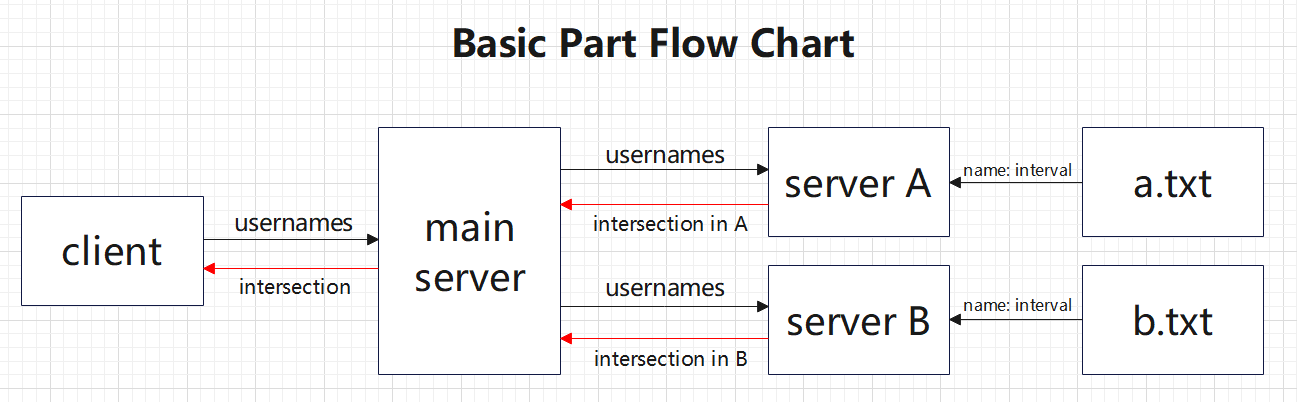 Basic Part Flow Chart
client
usernames
intersection
main
server
usernames
intersection in A
usernames
intersection in B
server A
server B
name: interval
name: interval
a.txt
b.txt